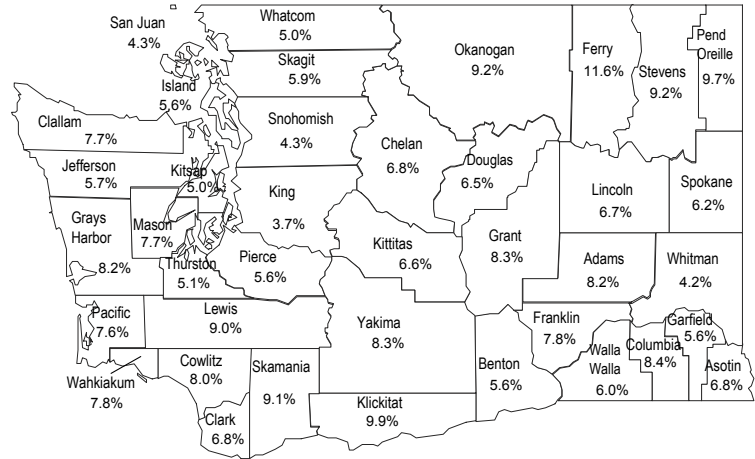 San Juan
4.3%
Whatcom
5.0%
Skagit
5.9%
Island
5.6%
Okanogan
9.2%
Ferry
11.6%
Stevens
9.2%
Pend
Oreille
9.7%
Clallam
7.7%
Snohomish
4.3%
Chelan
6.8%
Douglas
6.5%
Jefferson
5.7%
Kitsap
5.0%
King
3.7%
Lincoln
6.7%
Spokane
6.2%
Grays
Harbor
8.2%
Mason
7.7%
Thurston
5.1%
Pierce
5.6%
Kittitas
6.6%
Grant
8.3%
Adams
8.2%
Whitman
4.2%
Pacific
7.6%
Lewis
9.0%
Yakima
8.3%
Franklin
7.8%
Garfield
5.6%
Wahkiakum
7.8%
Cowlitz
8.0%
Skamania
9.1%
Benton
5.6%
Walla
Walla
6.0%
Columbia
8.4%
Asotin
6.8%
Clark
6.8%
Klickitat
9.9%